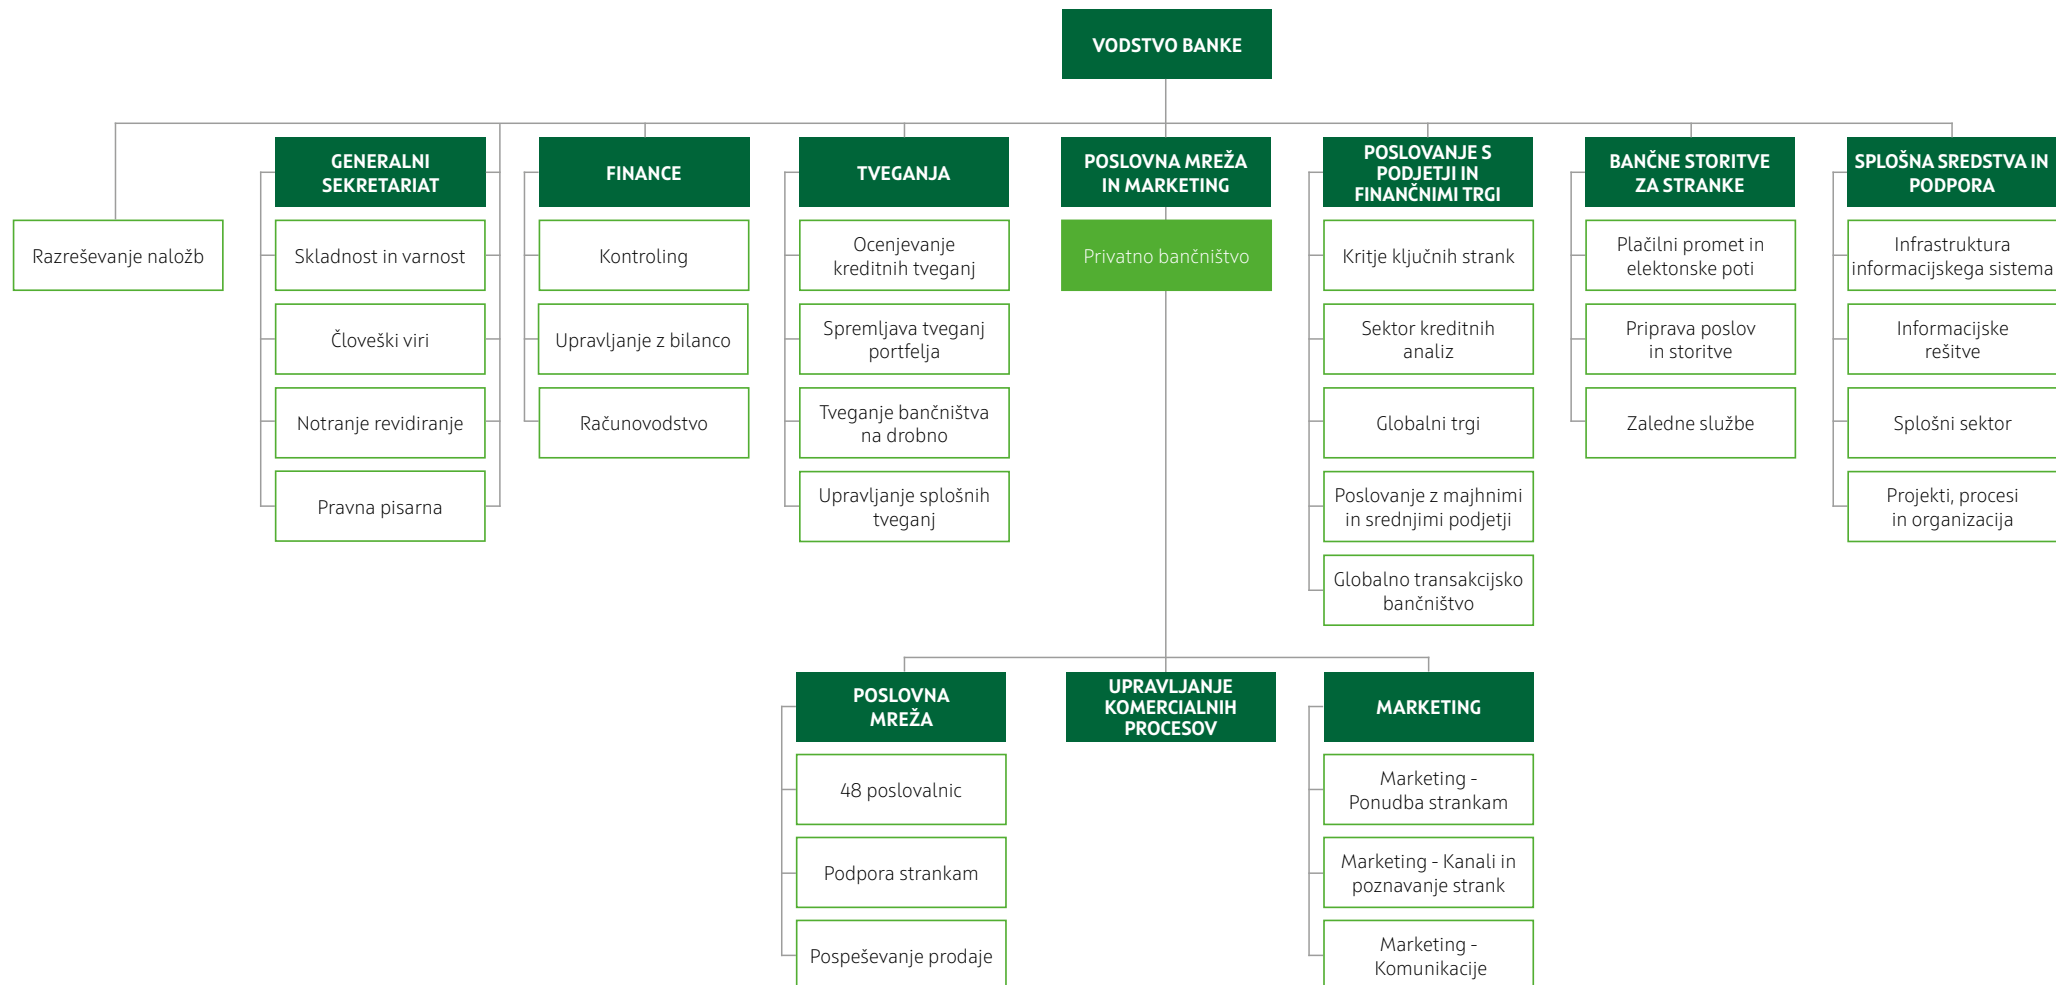 VODSTVO BANKE
Razreševanje naložb
GENERALNI
SEKRETARIAT
Skladnost in varnost
Človeški viri
Notranje revidiranje
Pravna pisarna
FINANCE
Kontroling
Upravljanje z bilanco
Računovodstvo
TVEGANJA
Ocenjevanje
kreditnih tveganj
Spremljava tveganj
portfelja
Tveganje bančništva
na drobno
Upravljanje splošnih
tveganj
POSLOVNA MREŽA
IN MARKETING
Privatno bančništvo
POSLOVANJE S
PODJETJI IN
FINANČNIMI TRGI
Kritje ključnih strank
Sektor kreditnih
analiz
Globalni trgi
Poslovanje z majhnimi
in srednjimi podjetji
Globalno transakcijsko
bančništvo
BANČNE STORITVE
ZA STRANKE
Plačilni promet in
elektonske poti
Priprava poslov
in storitve
Zaledne službe
SPLOŠNA SREDSTVA IN
PODPORA
Infrastruktura
informacijskega sistema
Informacijske
rešitve
Splošni sektor
Projekti, procesi
in organizacija
POSLOVNA
MREŽA
48 poslovalnic
Podpora strankam
Pospeševanje prodaje
UPRAVLJANJE
KOMERCIALNIH
PROCESOV
MARKETING
Marketing -
Ponudba strankam
Marketing - Kanali in
poznavanje strank
Marketing -
Komunikacije